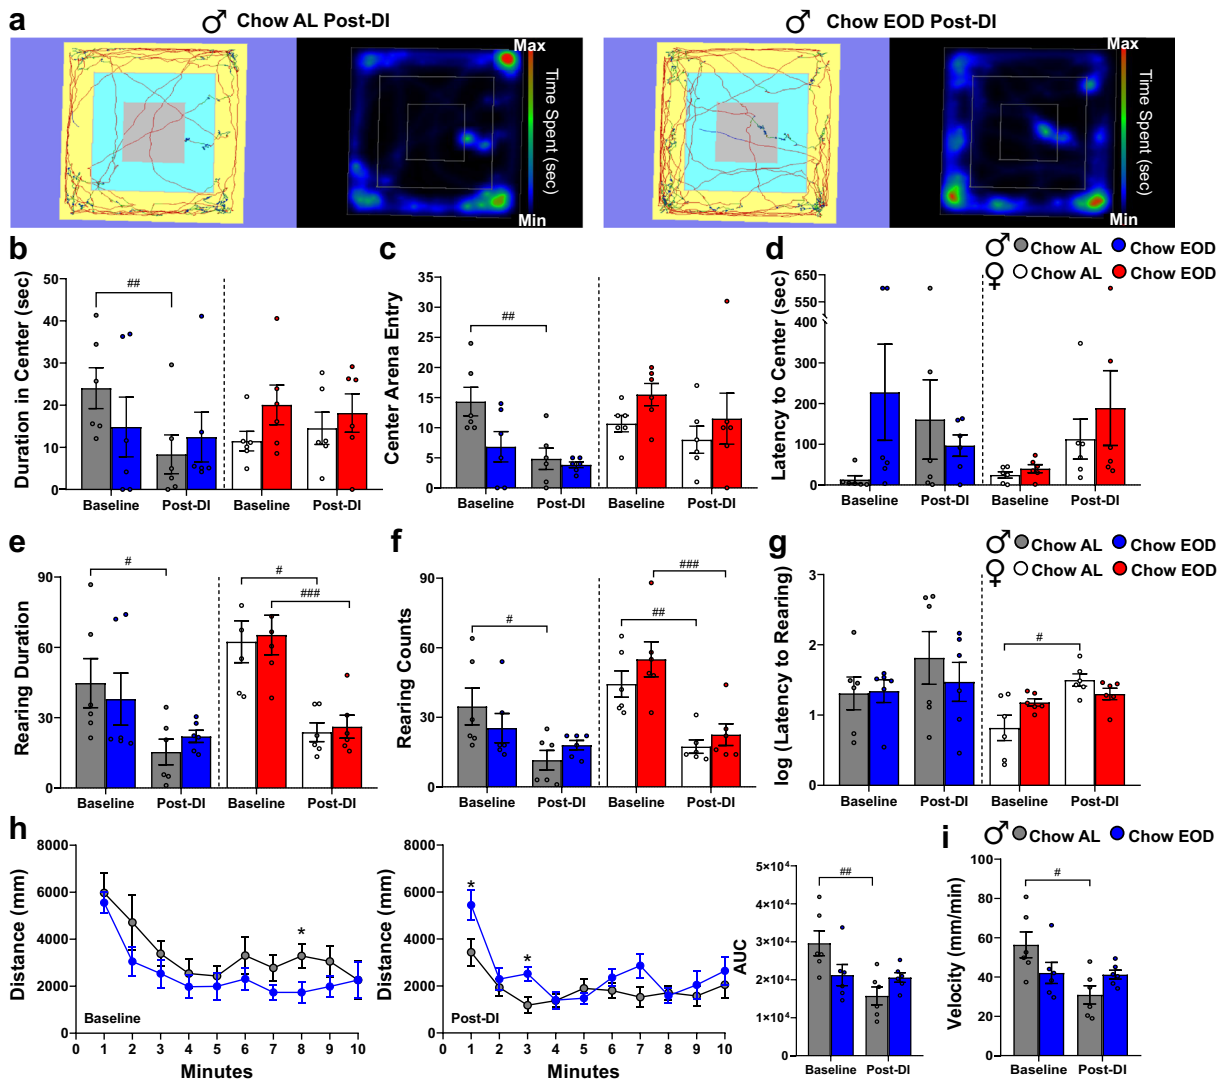 a ♂ Chow AL Post-DI ♂ Chow EOD Post-DI
Max Time Spent (sec) Min Max Time Spent (sec) Min
b c d ♂ Chow AL Chow EOD
♀ Chow AL Chow EOD
Duration in Center (sec)
50
40
30
20
10
0
##
Baseline Post-DI Baseline Post-DI
Center Arena Entry
35
30
25
20
15
10
5
0
##
Baseline Post-DI Baseline Post-DI
Latency to Center (sec)
650
550
400
300
200
100
0
Baseline Post-DI Baseline Post-DI
e f g ♂ Chow AL Chow EOD
♀ Chow AL Chow EOD
Rearing Duration
90
60
30
0
# # ###
Baseline Post-DI Baseline Post-DI
Rearing Counts
90
60
30
0
# ## ###
Baseline Post-DI Baseline Post-DI
log (Latency to Rearing)
3
2
1
0
#
Baseline Post-DI Baseline Post-DI
h i ♂ Chow AL Chow EOD
Distance (mm)
8000
6000
4000
2000
0
*
Baseline
0 1 2 3 4 5 6 7 8 9 10
Minutes
Distance (mm)
8000
6000
4000
2000
0
* *
Post-DI
0 1 2 3 4 5 6 7 8 9 10
Minutes
AUC
5×10⁴
4×10⁴
3×10⁴
2×10⁴
1×10⁴
0
##
Baseline Post-DI
Velocity (mm/min)
100
80
60
40
20
0
#
Baseline Post-DI